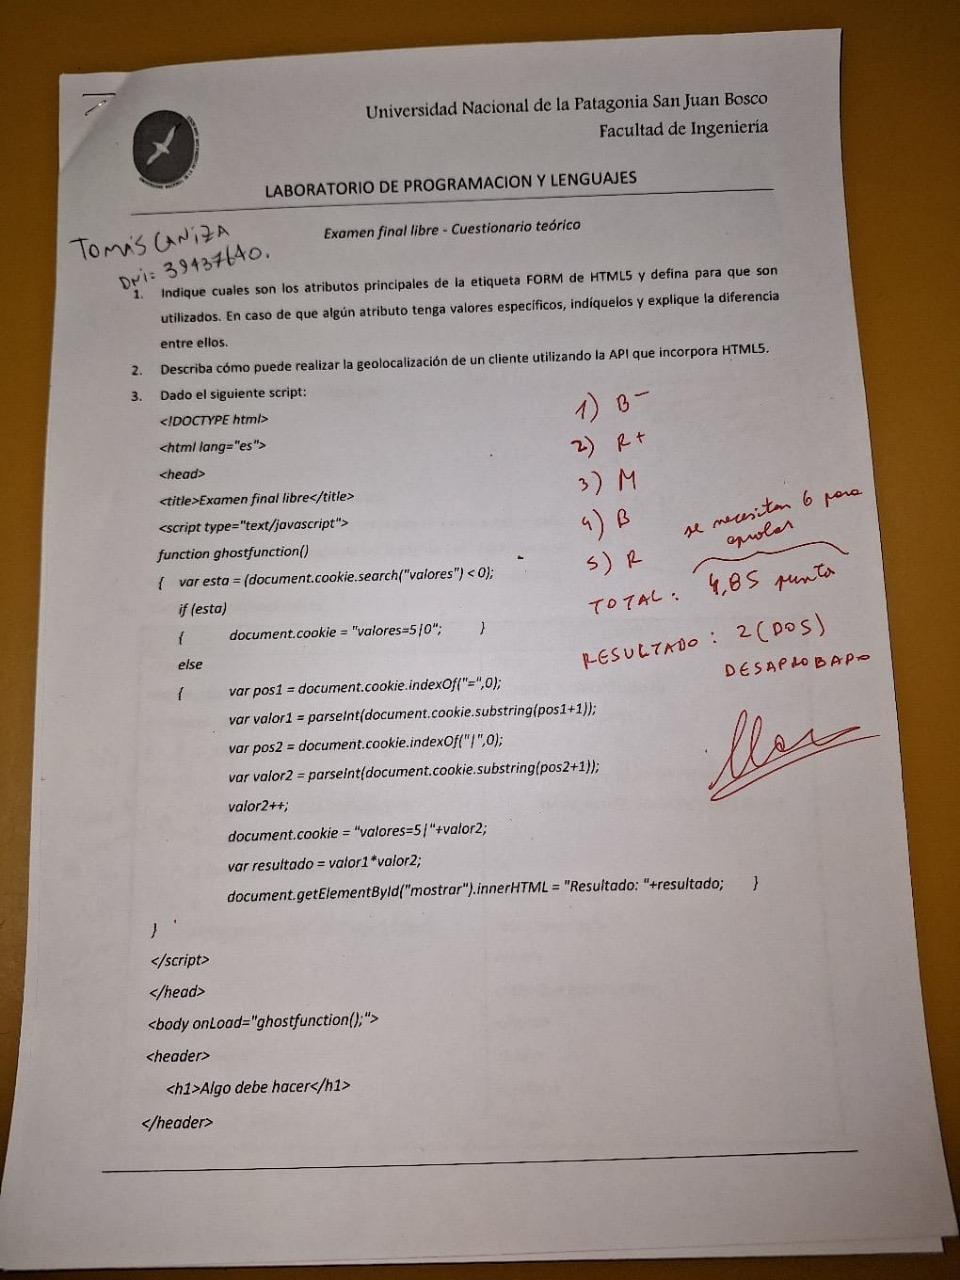 Universidad Nacional de la Patagonia San Juan Bosco
Facultad de Ingeniería
LABORATORIO DE PROGRAMACION Y LENGUAJES
TOMÁS CANIZA
DNI: 39437640.
Examen final libre - Cuestionario teórico
1. Indique cuales son los atributos principales de la etiqueta FORM de HTML5 y defina para que son
utilizados. En caso de que algún atributo tenga valores específicos, indíquelos y explique la diferencia
entre ellos.
2. Describa cómo puede realizar la geolocalización de un cliente utilizando la API que incorpora HTML5.
3. Dado el siguiente script:
<!DOCTYPE html>
<html lang="es">
<head>
<title>Examen final libre</title>
<script type="text/javascript">
function ghostfunction()
{ var esta = (document.cookie.search("valores") < 0);
if (esta)
{ document.cookie = "valores=5|0"; }
else
{ var pos1 = document.cookie.indexOf("=",0);
var valor1 = parseInt(document.cookie.substring(pos1+1));
var pos2 = document.cookie.indexOf("|",0);
var valor2 = parseInt(document.cookie.substring(pos2+1));
valor2++;
document.cookie = "valores=5|"+valor2;
var resultado = valor1*valor2;
document.getElementById("mostrar").innerHTML = "Resultado: "+resultado; }
}
</script>
</head>
<body onLoad="ghostfunction();">
<header>
<h1>Algo debe hacer</h1>
</header>
1) B-
2) R+
3) M
4) B
5) R
se necesitan 6 para
aprobar
TOTAL: 4,85 puntos
RESULTADO: 2 (DOS)
DESAPROBADO